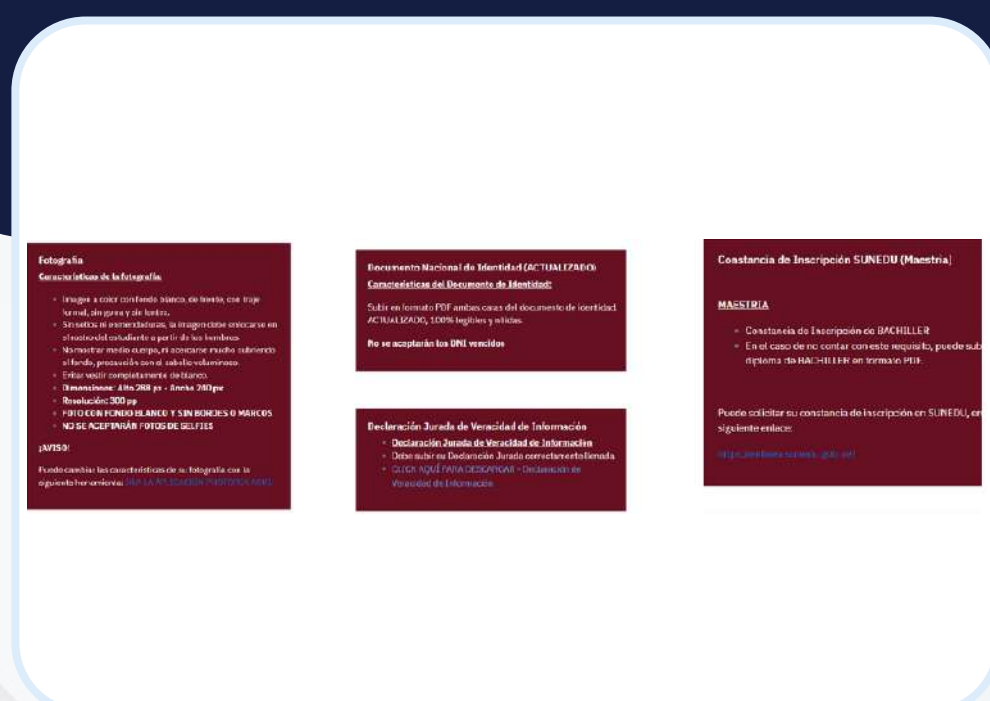 Fotografía
Características de la fotografía:
Imagen a color con fondo blanco, de frente, con traje
formal, sin gorra y sin lentes.
Sin sellos ni enmendaduras, la imagen debe enfocarse en
el rostro del estudiante a partir de los hombros
No mostrar medio cuerpo, ni acercarse mucho cubriendo
el fondo, precaución con el cabello voluminoso.
Evitar vestir completamente de blanco.
Dimensiones: Alto 288 px - Ancho 240 px
Resolución: 300 pp
FOTO CON FONDO BLANCO Y SIN BORDES O MARCOS
NO SE ACEPTARÁN FOTOS DE SELFIES
¡AVISO!
Puede cambiar las características de su fotografía con la
siguiente herramienta:
Documento Nacional de Identidad (ACTUALIZADO)
Características del Documento de Identidad:
Subir en formato PDF ambas caras del documento de identidad
ACTUALIZADO, 100% legibles y nítidas.
No se aceptarán los DNI vencidos
Declaración Jurada de Veracidad de Información
Declaración Jurada de Veracidad de Información
Debe subir su Declaración Jurada correctamente llenada
CLICK AQUÍ PARA DESCARGAR - Declaración de
Veracidad de Información
Constancia de Inscripción SUNEDU (Maestria)
MAESTRIA
Constancia de Inscripción de BACHILLER
En el caso de no contar con este requisito, puede sub
diploma de BACHILLER en formato PDF.
Puede solicitar su constancia de inscripción en SUNEDU, en
siguiente enlace: